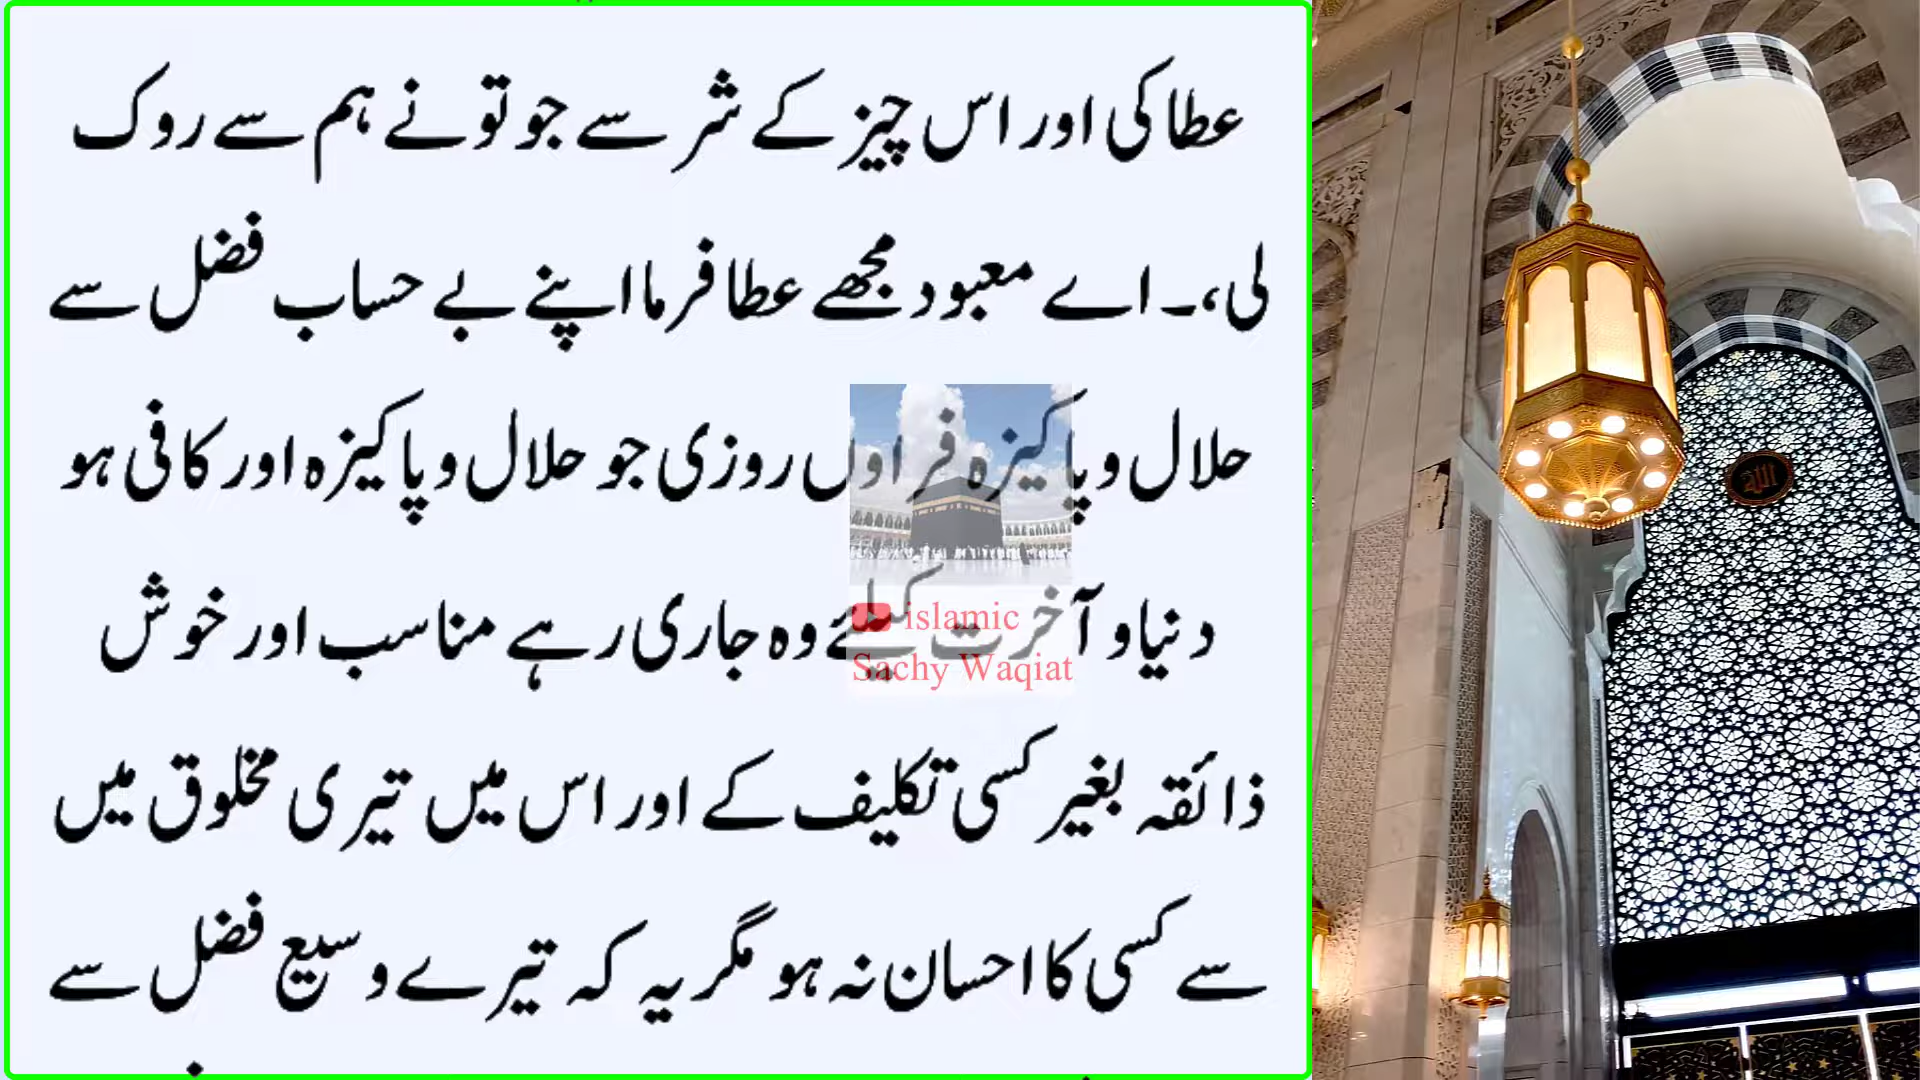 عطا کی اور اس چیز کے شر سے جو تو نے ہم سے روک
لی،۔ اے معبود مجھے عطا فرما اپنے بے حساب فضل سے
حلال و پاکیزہ فراوں روزی جو حلال و پاکیزہ اور کافی ہو
دنیا و آخرت کیلئے وہ جاری رہے مناسب اور خوش
ذائقہ بغیر کسی تکلیف کے اور اس میں تیری مخلوق میں
سے کسی کا احسان نہ ہو مگر یہ کہ تیرے وسیع فضل سے
islamic
Sachy Waqiat
الله